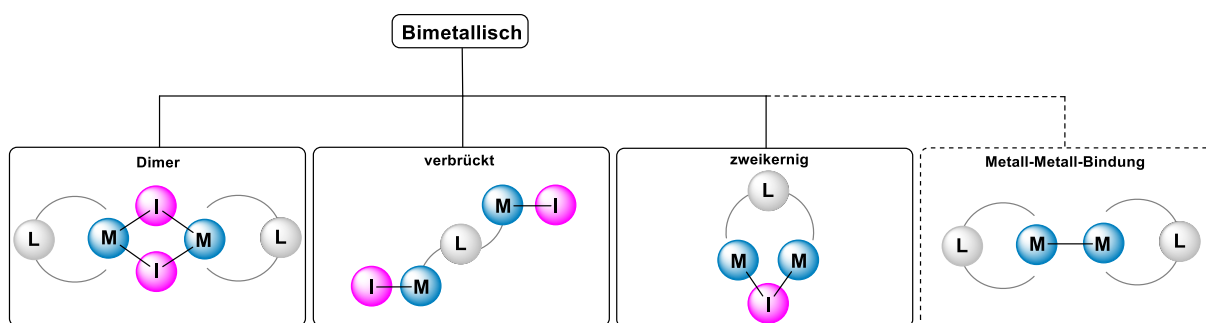 Bimetallisch
Dimer
verbrückt
zweikernig
Metall-Metall-Bindung
L M I I M L
I M L M I
L M M I
L M M L